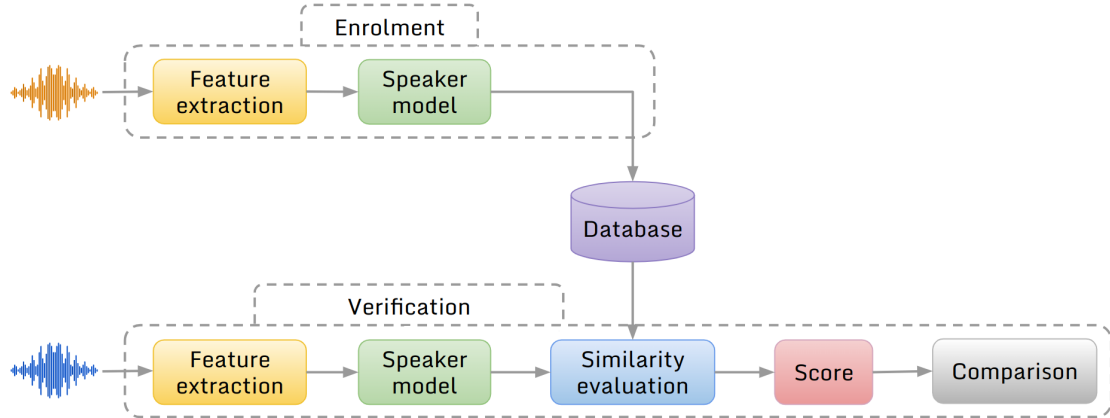 Enrolment
Feature
extraction
Speaker
model
Database
Verification
Feature
extraction
Speaker
model
Similarity
evaluation
Score
Comparison